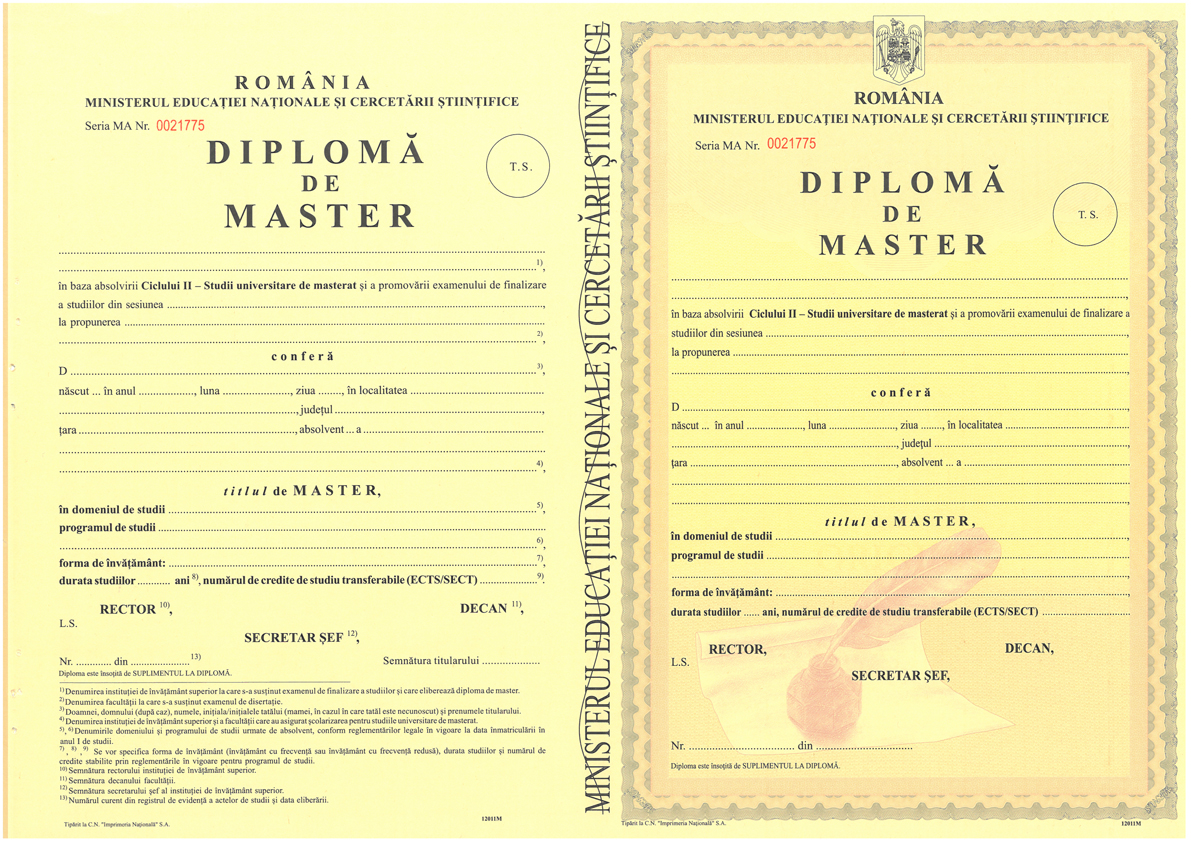 ROMÂNIA
MINISTERUL EDUCAȚIEI NAȚIONALE ȘI CERCETĂRII ȘTIINȚIFICE
Seria MA Nr. 0021775
DIPLOMĂ
DE
MASTER
T.S.
..........................................................................
.......................................................................... 1),
în baza absolvirii Ciclului II – Studii universitare de masterat și a promovării examenului de finalizare
a studiilor din sesiunea ..........................................................................,
la propunerea ..........................................................................
.......................................................................... 2),
conferă
D .......................................................................... 3),
născut ... în anul ...................., luna ........................, ziua ........, în localitatea ..............................................
.........................................................................., județul ..........................................................................,
țara .........................................................................., absolvent ... a ..........................................................................
..........................................................................
.......................................................................... 4),
titlul de MASTER,
în domeniul de studii .......................................................................... 5),
programul de studii ..........................................................................
.......................................................................... 6),
forma de învățământ: .......................................................................... 7),
durata studiilor ........... ani 8), numărul de credite de studiu transferabile (ECTS/SECT) .................... 9).
RECTOR 10), DECAN 11),
L.S.
SECRETAR ȘEF 12),
Nr. ............. din ..................... 13) Semnătura titularului ....................
Diploma este însoțită de SUPLIMENTUL LA DIPLOMĂ.
1) Denumirea instituției de învățământ superior la care s-a susținut examenul de finalizare a studiilor și care eliberează diploma de master.
2) Denumirea facultății la care s-a susținut examenul de disertație.
3) Doamnei, domnului (după caz), numele, inițiala/inițialele tatălui (mamei, în cazul în care tatăl este necunoscut) și prenumele titularului.
4) Denumirea instituției de învățământ superior și a facultății care au asigurat școlarizarea pentru studiile universitare de masterat.
5), 6) Denumirile domeniului și programului de studii urmate de absolvent, conform reglementărilor legale în vigoare la data înmatriculării în
anul I de studii.
7), 8), 9) Se vor specifica forma de învățământ (învățământ cu frecvență sau învățământ cu frecvență redusă), durata studiilor și numărul de
credite stabilite prin reglementările în vigoare pentru programul de studii.
10) Semnătura rectorului instituției de învățământ superior.
11) Semnătura decanului facultății.
12) Semnătura secretarului șef al instituției de învățământ superior.
13) Numărul curent din registrul de evidență a actelor de studii și data eliberării.
Tipărit la C.N. "Imprimeria Națională" S.A. 12011M
MINISTERUL EDUCAȚIEI NAȚIONALE ȘI CERCETĂRII ȘTIINȚIFICE
ROMÂNIA
MINISTERUL EDUCAȚIEI NAȚIONALE ȘI CERCETĂRII ȘTIINȚIFICE
Seria MA Nr. 0021775
DIPLOMĂ
DE
MASTER
T. S.
..........................................................................
..........................................................................,
în baza absolvirii Ciclului II – Studii universitare de masterat și a promovării examenului de finalizare a
studiilor din sesiunea ..........................................................................,
la propunerea ..........................................................................
..........................................................................,
conferă
D ..........................................................................,
născut ... în anul ...................., luna ........................, ziua ........, în localitatea ..............................................
.........................................................................., județul ..........................................................................,
țara .........................................................................., absolvent ... a ..........................................................................
..........................................................................
..........................................................................,
titlul de MASTER,
în domeniul de studii ..........................................................................,
programul de studii ..........................................................................
..........................................................................,
forma de învățământ: ..........................................................................,
durata studiilor ...... ani, numărul de credite de studiu transferabile (ECTS/SECT) ..............................
RECTOR, DECAN,
L.S.
SECRETAR ȘEF,
Nr. ................................... din ................................
Diploma este însoțită de SUPLIMENTUL LA DIPLOMĂ.
Tipărit la C.N. "Imprimeria Națională" S.A. 12011M